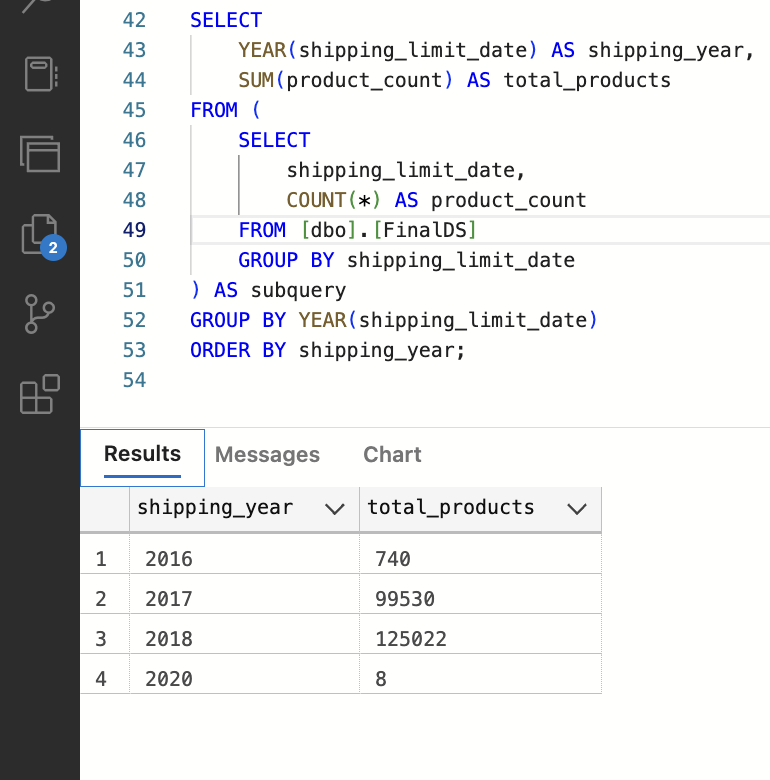 42 SELECT
43 YEAR(shipping_limit_date) AS shipping_year,
44 SUM(product_count) AS total_products
45 FROM (
46 SELECT
47 shipping_limit_date,
48 COUNT(*) AS product_count
49 FROM [dbo].[FinalDS]
50 GROUP BY shipping_limit_date
51 ) AS subquery
52 GROUP BY YEAR(shipping_limit_date)
53 ORDER BY shipping_year;
54
2
Results Messages Chart
shipping_year total_products
1 2016 740
2 2017 99530
3 2018 125022
4 2020 8